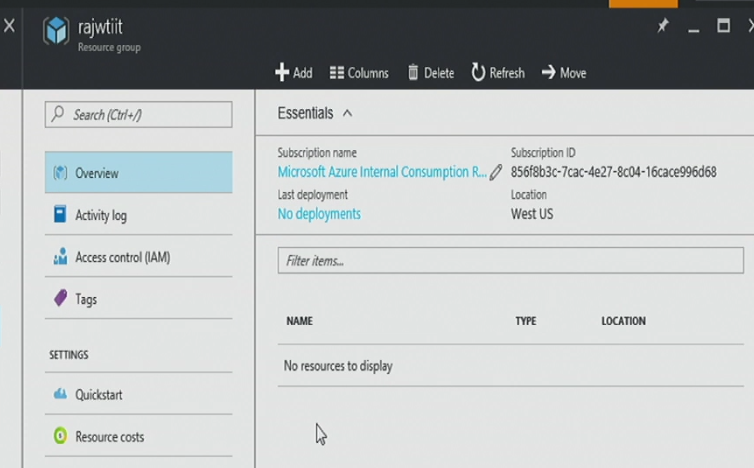 rajwtiit
Resource group
Add Columns Delete Refresh Move
Search (Ctrl+/)
Overview
Activity log
Access control (IAM)
Tags
SETTINGS
Quickstart
Resource costs
Essentials
Subscription name
Microsoft Azure Internal Consumption R...
Subscription ID
856f8b3c-7cac-4e27-8c04-16cace996d68
Last deployment
No deployments
Location
West US
Filter items...
NAME TYPE LOCATION
No resources to display